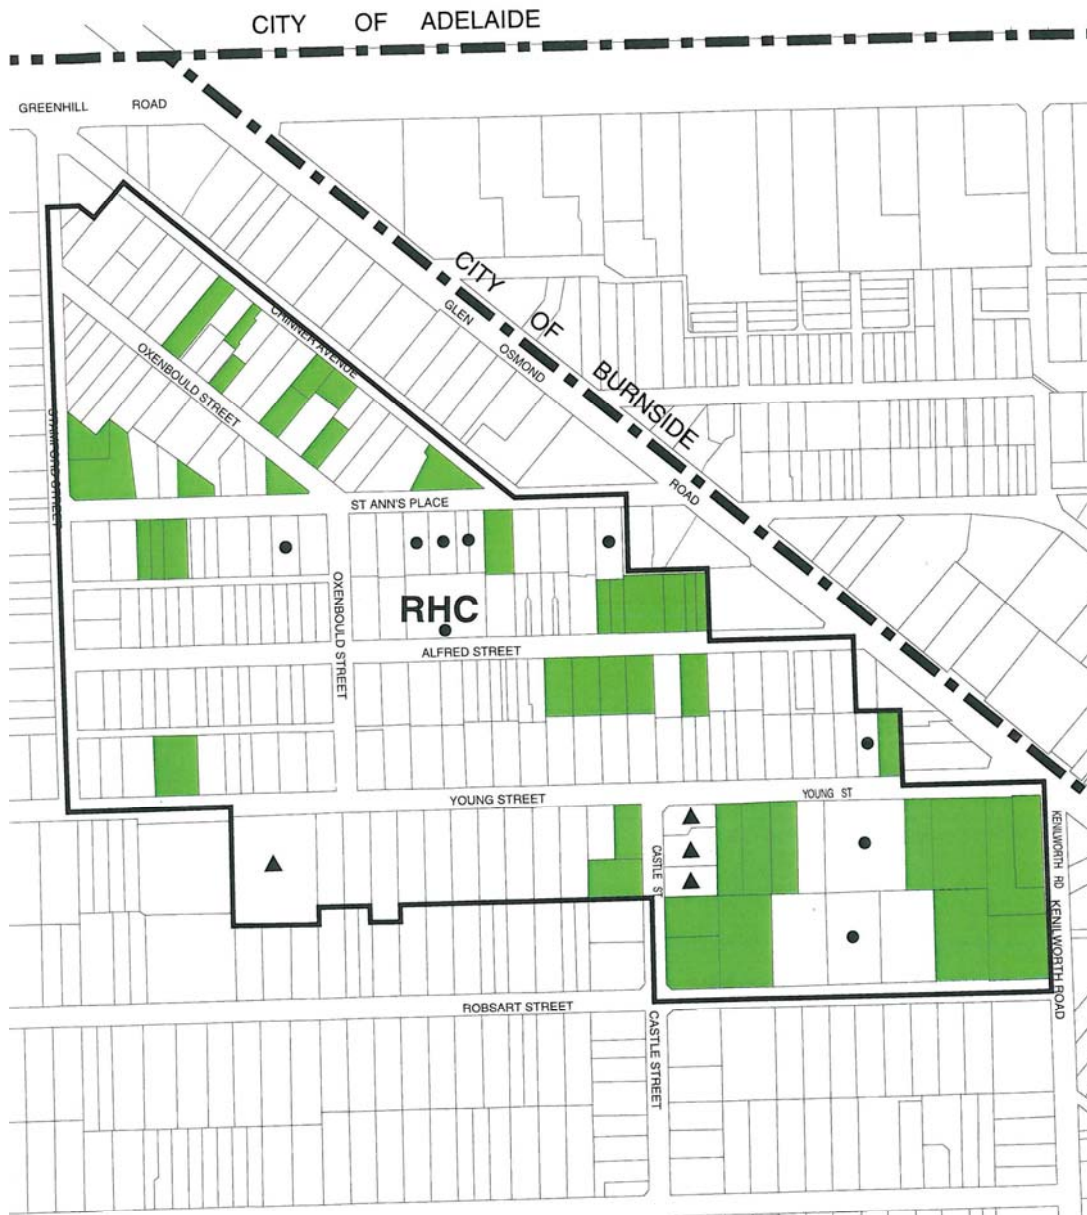 CITY OF ADELAIDE
GREENHILL ROAD
CITY OF BURNSIDE
GLEN OSMOND ROAD
CHINNER AVENUE
OXENBOULD STREET
STAMFORD STREET
ST ANN'S PLACE
OXENBOULD STREET
RHC
ALFRED STREET
YOUNG STREET
YOUNG ST
CASTLE ST
KENILWORTH RD
KENILWORTH ROAD
ROBSART STREET
CASTLE STREET